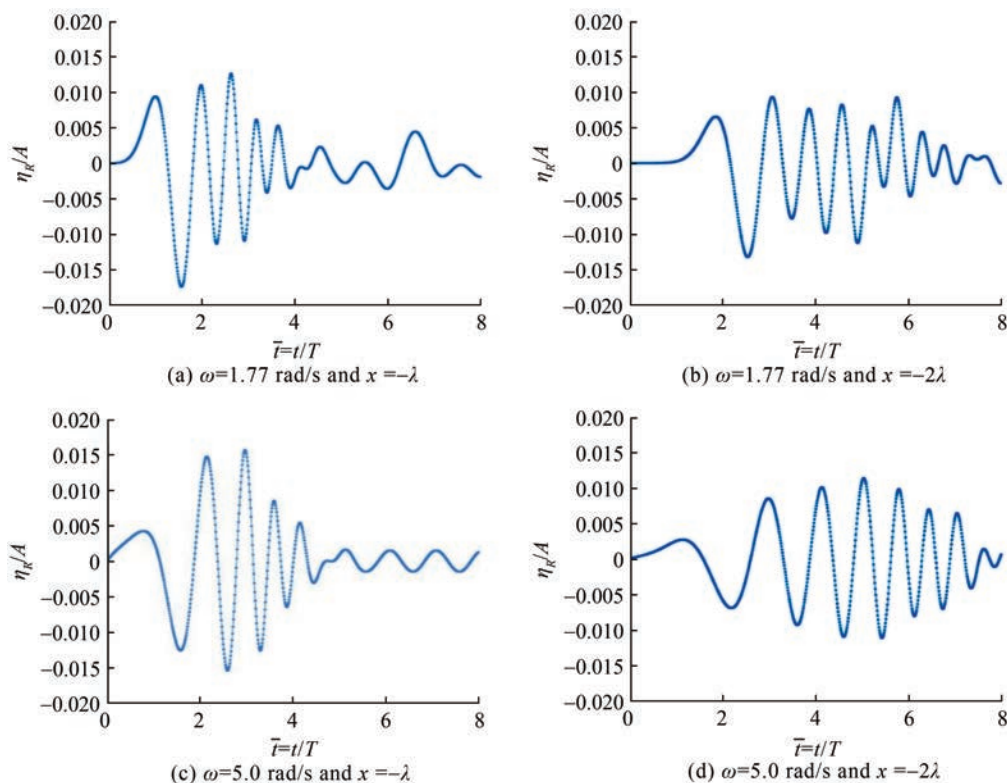 0.020
0.015
0.010
0.005
0
−0.005
−0.010
−0.015
−0.020
η_R/A
0 2 4 6 8
t̅=t/T
(a) ω=1.77 rad/s and x =−λ
0.020
0.015
0.010
0.005
0
−0.005
−0.010
−0.015
−0.020
η_R/A
0 2 4 6 8
t̅=t/T
(b) ω=1.77 rad/s and x =−2λ
0.020
0.015
0.010
0.005
0
−0.005
−0.010
−0.015
−0.020
η_R/A
0 2 4 6 8
t̅=t/T
(c) ω=5.0 rad/s and x =−λ
0.020
0.015
0.010
0.005
0
−0.005
−0.010
−0.015
−0.020
η_R/A
0 2 4 6 8
t̅=t/T
(d) ω=5.0 rad/s and x =−2λ